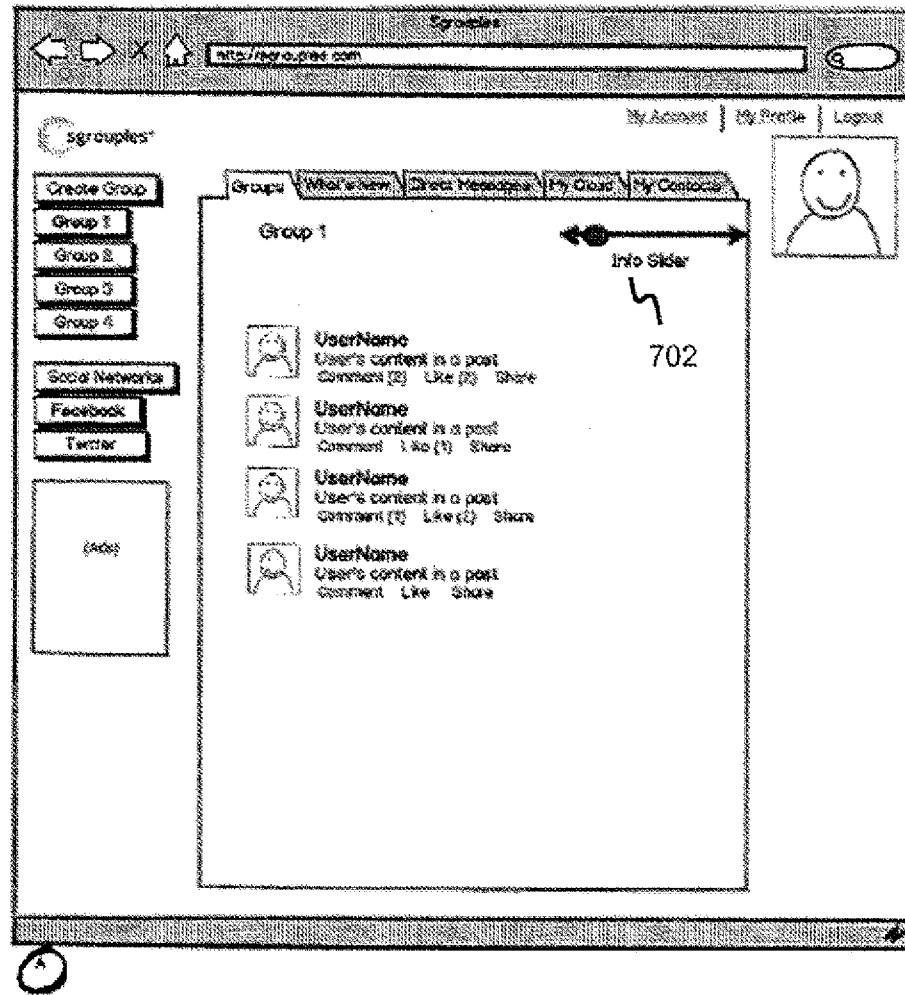 Sgrouples
http://sgrouples.com
My Account | My Profile | Logout
sgrouples
Create Group
Group 1
Group 2
Group 3
Group 4
Social Networks
Facebook
Twitter
(Ads)
Groups What's New Direct Messages My Cloud My Contacts
Group 1
Info Slider
702
UserName
User's content in a post
Comment (2) Like (2) Share
UserName
User's content in a post
Comment Like (1) Share
UserName
User's content in a post
Comment (1) Like (2) Share
UserName
User's content in a post
Comment Like Share
A